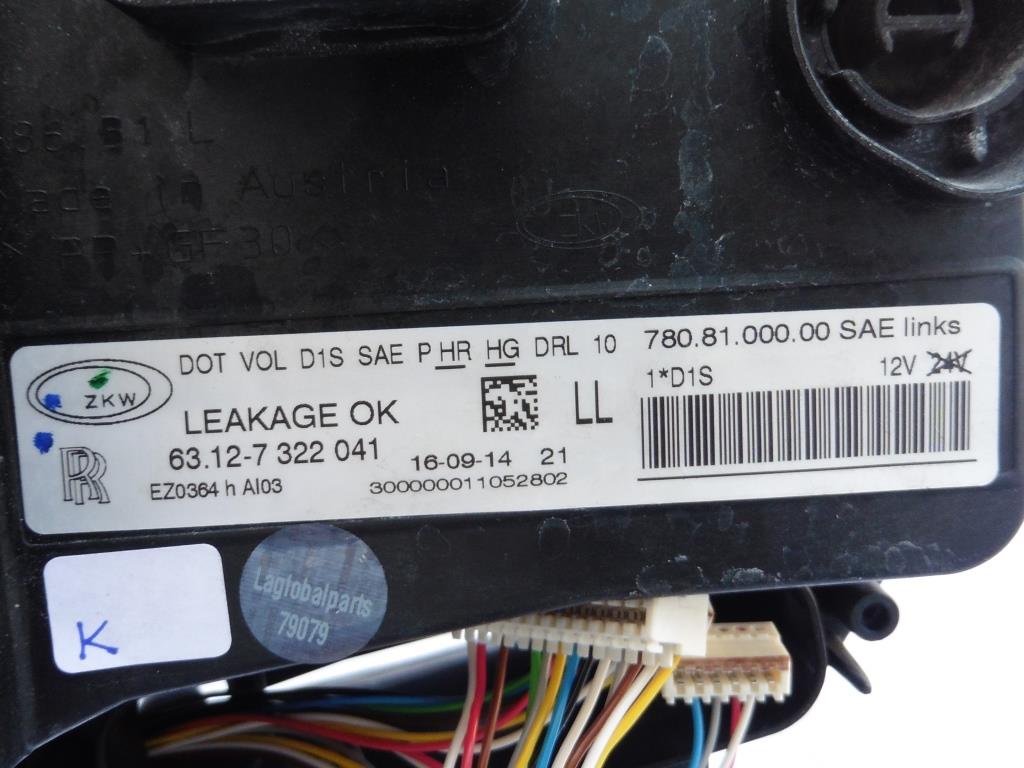 Made in Austria
DOT VOL D1S SAE P HR HG DRL 10
780.81.000.00 SAE links
1*D1S
12V 24V
ZKW
LEAKAGE OK
LL
63.12-7 322 041
16-09-14 21
RR
EZ0364 h AI03
300000011052802
Laglobalparts
79079
K